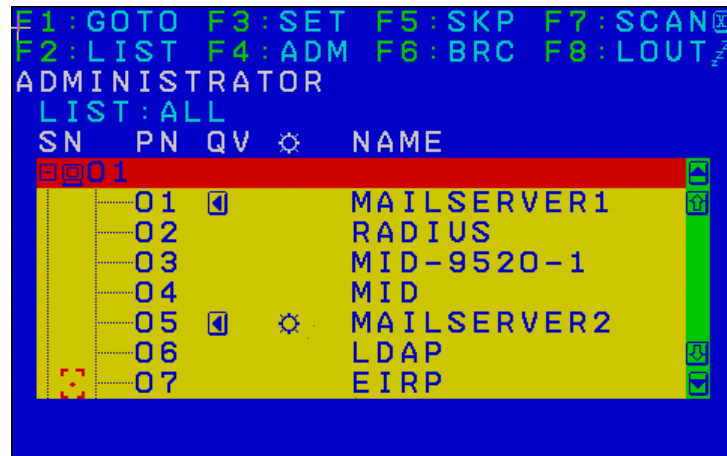 F1:GOTO F3:SET F5:SKP F7:SCAN
F2:LIST F4:ADM F6:BRC F8:LOUT zZ
ADMINISTRATOR
LIST:ALL
SN PN QV NAME
01
01 MAILSERVER1
02 RADIUS
03 MID-9520-1
04 MID
05 MAILSERVER2
06 LDAP
07 EIRP